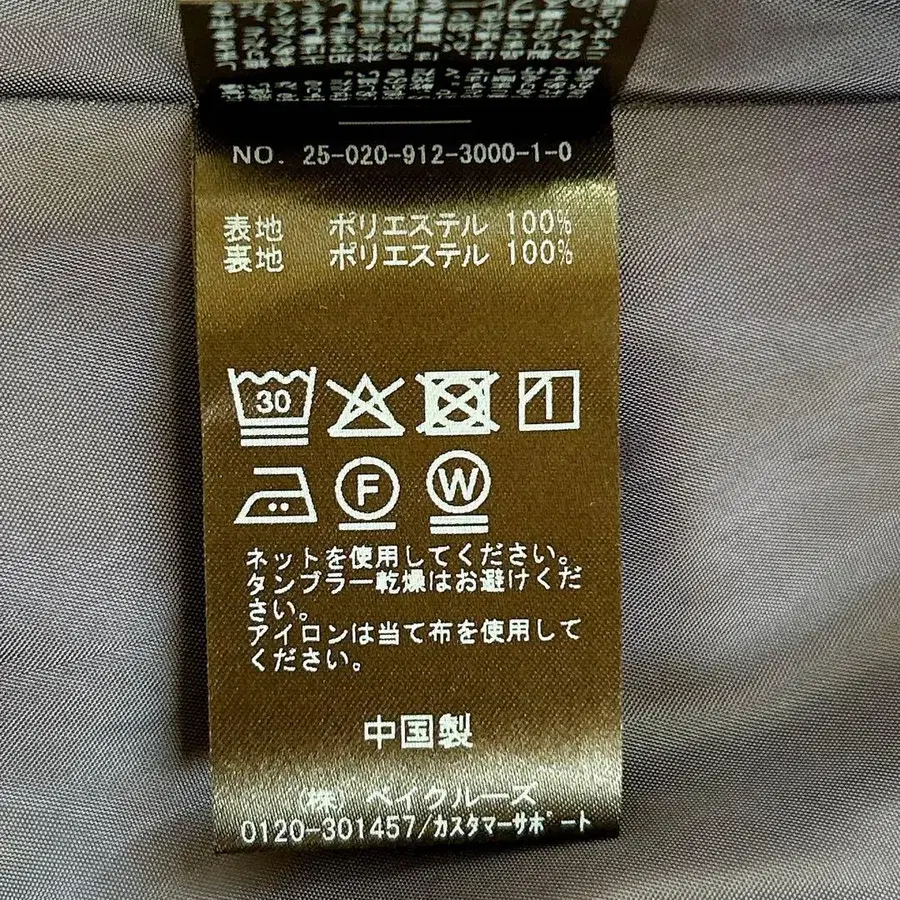 NO. 25-020-912-3000-1-0
表地 ポリエステル 100%
裏地 ポリエステル 100%
30
F W
ネットを使用してください。
タンブラー乾燥はお避けくだ
さい。
アイロンは当て布を使用して
ください。
中国製
(株) ベイクルーズ
0120-301457/カスタマーサポート